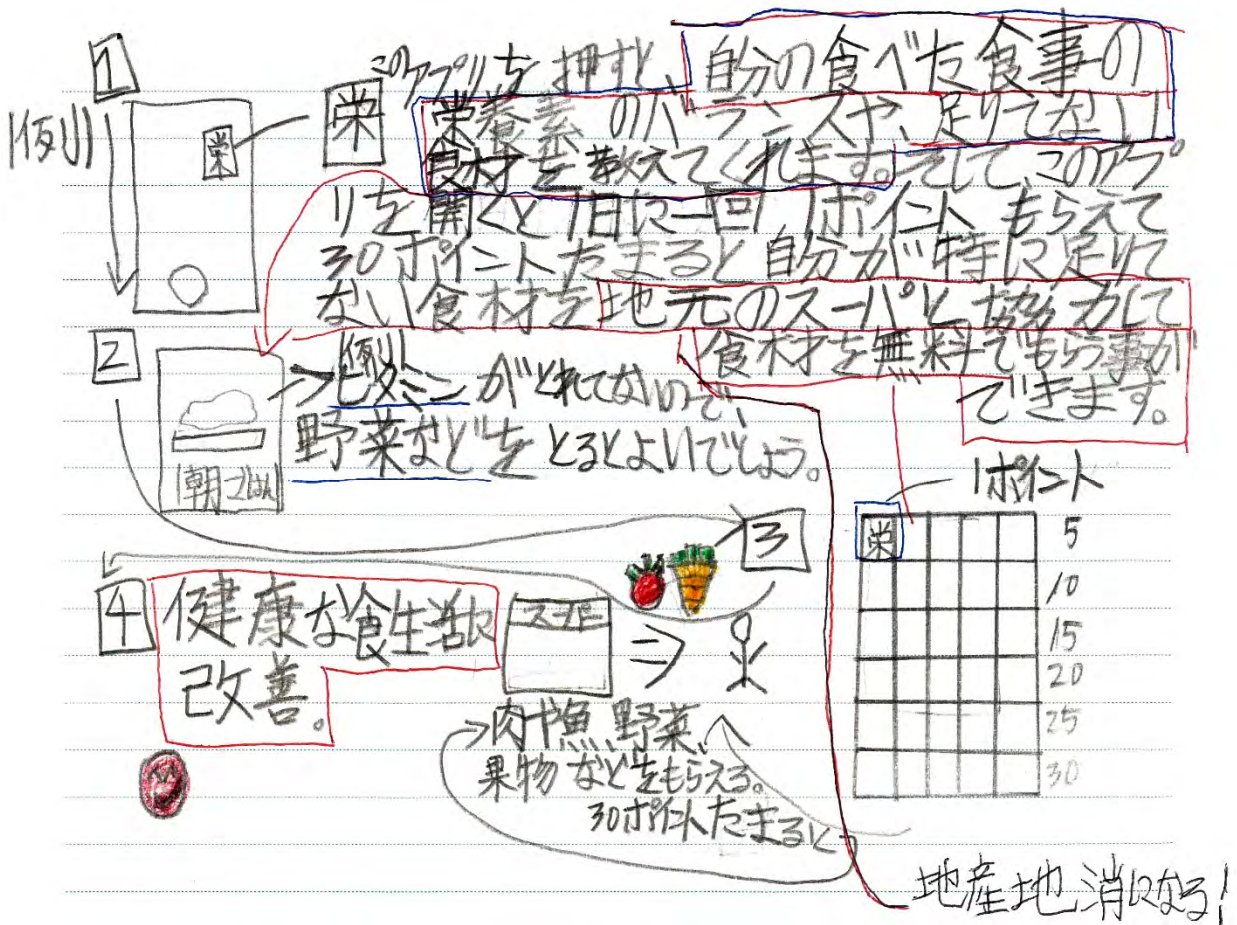 1
例
栄
栄
このアプリを押すと、自分の食べた食事の
栄養素のバランスや、足りてない
食材を教えてくれます。そして、このアプ
リを開くと1日に一回1ポイントもらえて
30ポイントたまると自分が特に足りて
ない食材を地元のスーパーと協力して
食材を無料でもらう事が
できます。
2
朝ごはん
例
ビタミンがとれてないので、
野菜などをとるとよいでしょう。
1ポイント
栄
5
10
15
20
25
30
3
スーパー
肉や魚、野菜、
果物などをもらえる。
30ポイントたまると
4
健康な食生活に
改善。
地産地消になる!